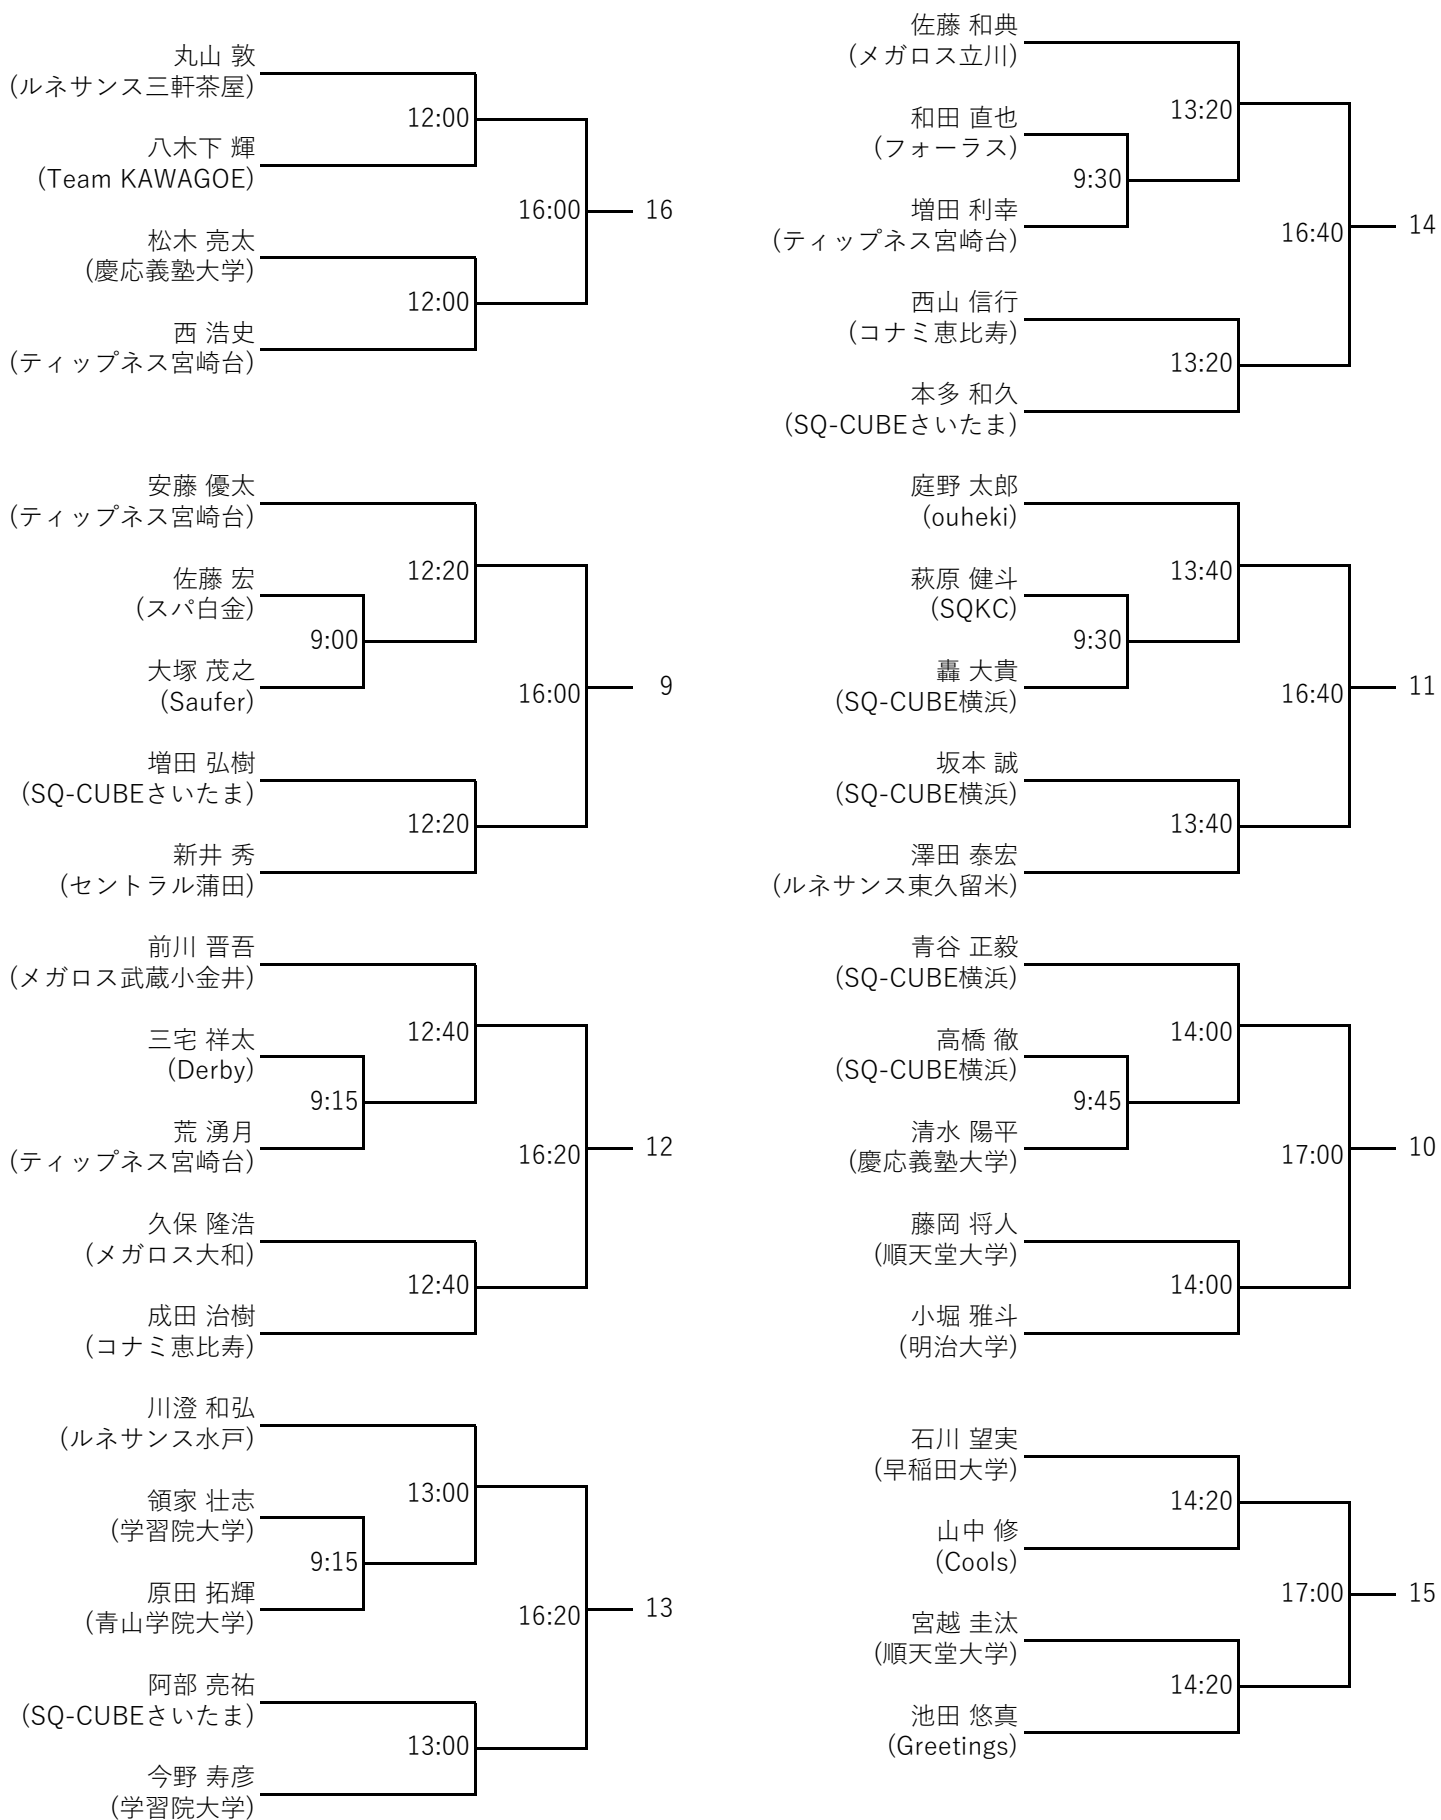 丸山 敦
(ルネサンス三軒茶屋)
12:00
八木下 輝
(Team KAWAGOE)
16:00
16
松木 亮太
(慶応義塾大学)
12:00
西 浩史
(ティップネス宮崎台)
安藤 優太
(ティップネス宮崎台)
12:20
佐藤 宏
(スパ白金)
9:00
大塚 茂之
(Saufer)
16:00
9
増田 弘樹
(SQ-CUBEさいたま)
12:20
新井 秀
(セントラル蒲田)
前川 晋吾
(メガロス武蔵小金井)
12:40
三宅 祥太
(Derby)
9:15
荒 湧月
(ティップネス宮崎台)
16:20
12
久保 隆浩
(メガロス大和)
12:40
成田 治樹
(コナミ恵比寿)
川澄 和弘
(ルネサンス水戸)
13:00
領家 壮志
(学習院大学)
9:15
原田 拓輝
(青山学院大学)
16:20
13
阿部 亮祐
(SQ-CUBEさいたま)
13:00
今野 寿彦
(学習院大学)
佐藤 和典
(メガロス立川)
13:20
和田 直也
(フォーラス)
9:30
増田 利幸
(ティップネス宮崎台)
16:40
14
西山 信行
(コナミ恵比寿)
13:20
本多 和久
(SQ-CUBEさいたま)
庭野 太郎
(ouheki)
13:40
萩原 健斗
(SQKC)
9:30
轟 大貴
(SQ-CUBE横浜)
16:40
11
坂本 誠
(SQ-CUBE横浜)
13:40
澤田 泰宏
(ルネサンス東久留米)
青谷 正毅
(SQ-CUBE横浜)
14:00
高橋 徹
(SQ-CUBE横浜)
9:45
清水 陽平
(慶応義塾大学)
17:00
10
藤岡 将人
(順天堂大学)
14:00
小堀 雅斗
(明治大学)
石川 望実
(早稲田大学)
14:20
山中 修
(Cools)
17:00
15
宮越 圭汰
(順天堂大学)
14:20
池田 悠真
(Greetings)